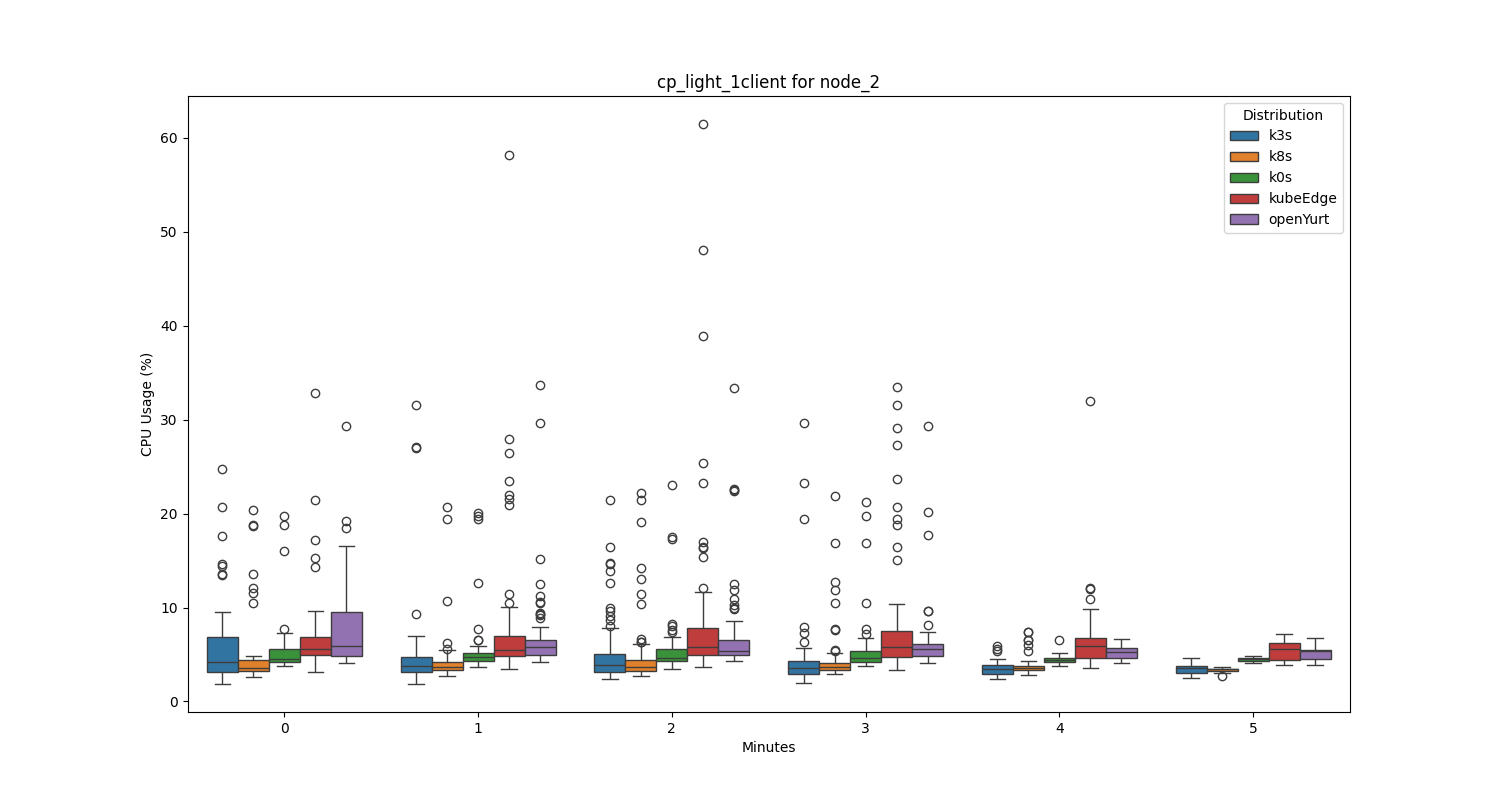 cp_light_1client for node_2
Distribution
k3s
k8s
k0s
kubeEdge
openYurt
CPU Usage (%)
60
50
40
30
20
10
0
0 1 2 3 4 5
Minutes